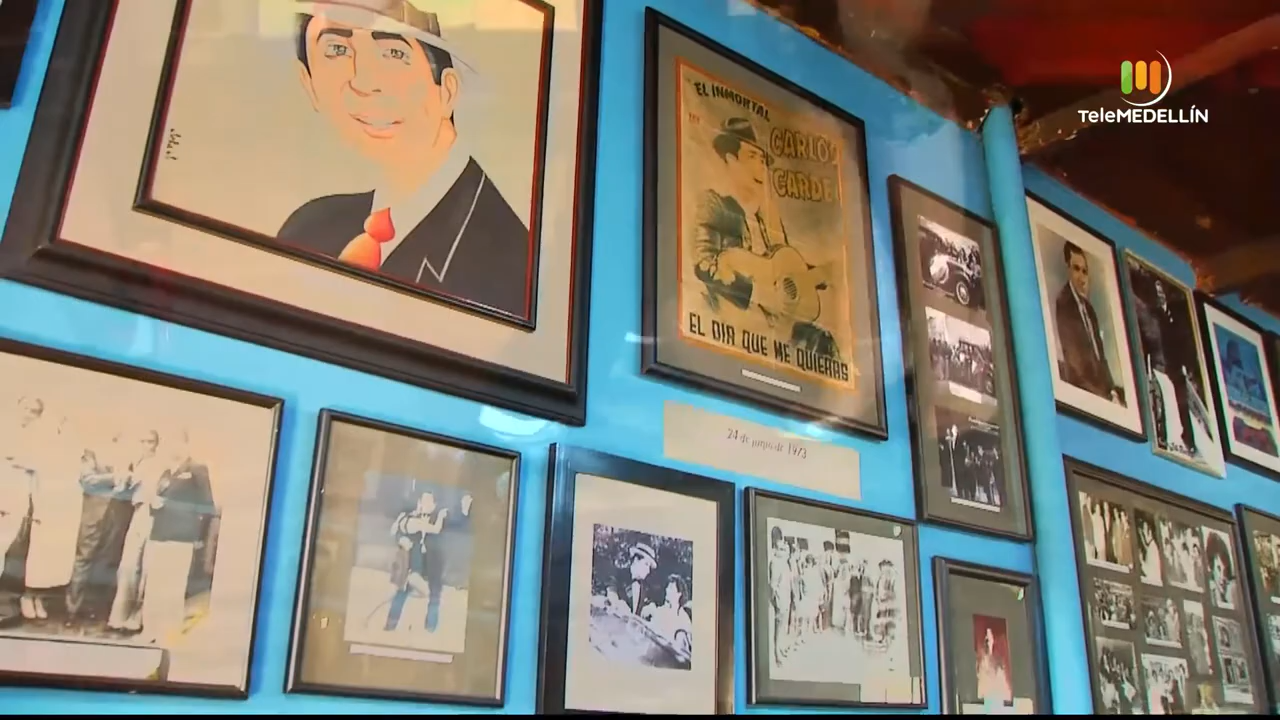 TeleMEDELLÍN
EL INMORTAL
CARLOS
GARDEL
EL DIA QUE ME QUIERAS
24 de junio de 1973